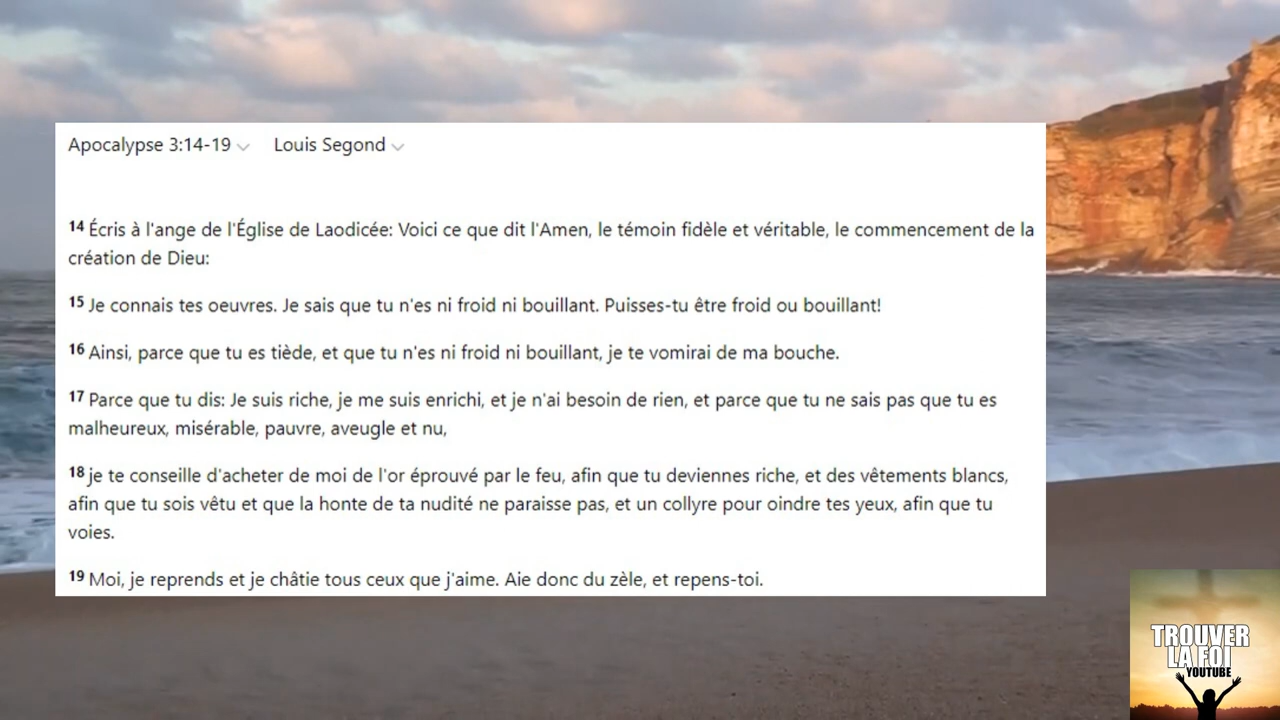 Apocalypse 3:14-19 Louis Segond
14 Écris à l'ange de l'Église de Laodicée: Voici ce que dit l'Amen, le témoin fidèle et véritable, le commencement de la
création de Dieu:
15 Je connais tes oeuvres. Je sais que tu n'es ni froid ni bouillant. Puisses-tu être froid ou bouillant!
16 Ainsi, parce que tu es tiède, et que tu n'es ni froid ni bouillant, je te vomirai de ma bouche.
17 Parce que tu dis: Je suis riche, je me suis enrichi, et je n'ai besoin de rien, et parce que tu ne sais pas que tu es
malheureux, misérable, pauvre, aveugle et nu,
18 je te conseille d'acheter de moi de l'or éprouvé par le feu, afin que tu deviennes riche, et des vêtements blancs,
afin que tu sois vêtu et que la honte de ta nudité ne paraisse pas, et un collyre pour oindre tes yeux, afin que tu
voies.
19 Moi, je reprends et je châtie tous ceux que j'aime. Aie donc du zèle, et repens-toi.
TROUVER
LA FOI
YOUTUBE